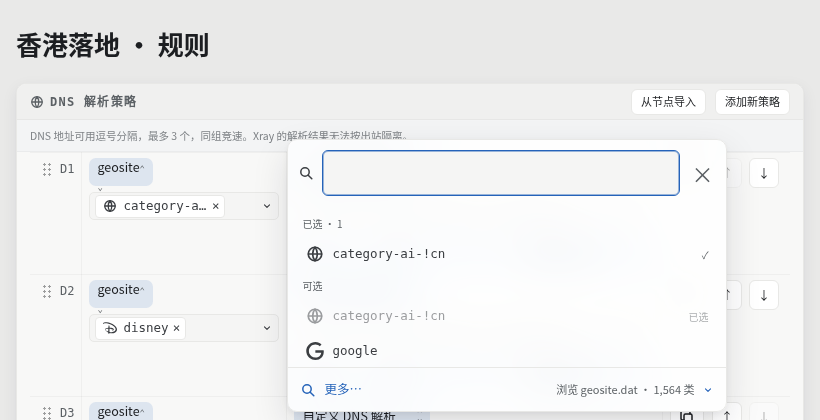 香港落地 · 规则
DNS 解析策略
从节点导入
添加新策略
DNS 地址可用逗号分隔，最多 3 个，同组竞速。Xray 的解析结果无法按出站隔离。
D1
geosite
category-a… ×
↓
已选 · 1
category-ai-!cn ✓
可选
category-ai-!cn 已选
google
更多…
浏览 geosite.dat · 1,564 类
D2
geosite
disney ×
↑ ↓
D3
geosite
自定义 DNS 解析